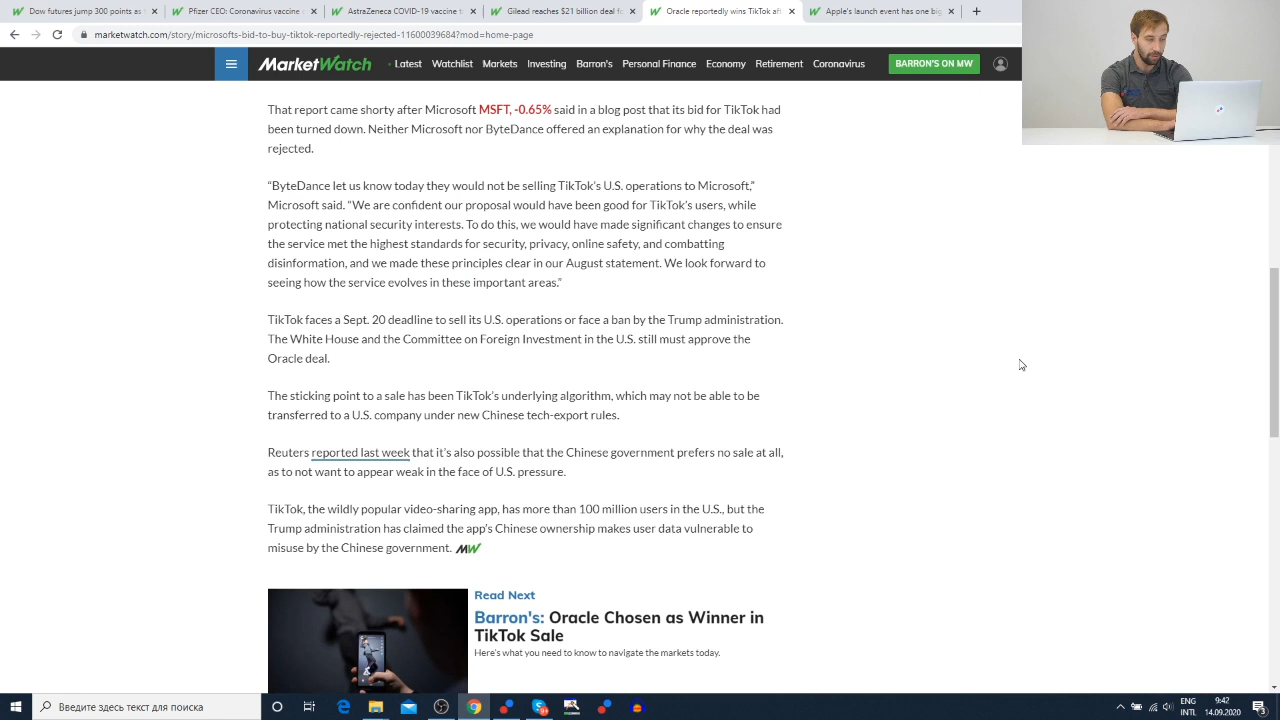 Dow futures jump 300 points as
Pfizer CEO: Coronavirus vaccine
AstraZeneca COVID-19 vaccine t
Gilead reaches $21 billion deal fo
Oracle reportedly wins TikTok aft
Apple's launch event has one big
marketwatch.com/story/microsofts-bid-to-buy-tiktok-reportedly-rejected-11600039684?mod=home-page
MarketWatch
Latest Watchlist Markets Investing Barron's Personal Finance Economy Retirement Coronavirus
BARRON'S ON MW
That report came shorty after Microsoft MSFT, -0.65% said in a blog post that its bid for TikTok had
been turned down. Neither Microsoft nor ByteDance offered an explanation for why the deal was
rejected.
“ByteDance let us know today they would not be selling TikTok’s U.S. operations to Microsoft,”
Microsoft said. “We are confident our proposal would have been good for TikTok’s users, while
protecting national security interests. To do this, we would have made significant changes to ensure
the service met the highest standards for security, privacy, online safety, and combatting
disinformation, and we made these principles clear in our August statement. We look forward to
seeing how the service evolves in these important areas.”
TikTok faces a Sept. 20 deadline to sell its U.S. operations or face a ban by the Trump administration.
The White House and the Committee on Foreign Investment in the U.S. still must approve the
Oracle deal.
The sticking point to a sale has been TikTok’s underlying algorithm, which may not be able to be
transferred to a U.S. company under new Chinese tech-export rules.
Reuters reported last week that it’s also possible that the Chinese government prefers no sale at all,
as to not want to appear weak in the face of U.S. pressure.
TikTok, the wildly popular video-sharing app, has more than 100 million users in the U.S., but the
Trump administration has claimed the app’s Chinese ownership makes user data vulnerable to
misuse by the Chinese government. MW
Read Next
Barron's: Oracle Chosen as Winner in
TikTok Sale
Here’s what you need to know to navigate the markets today.
Введите здесь текст для поиска
ENG
INTL
9:42
14.09.2020